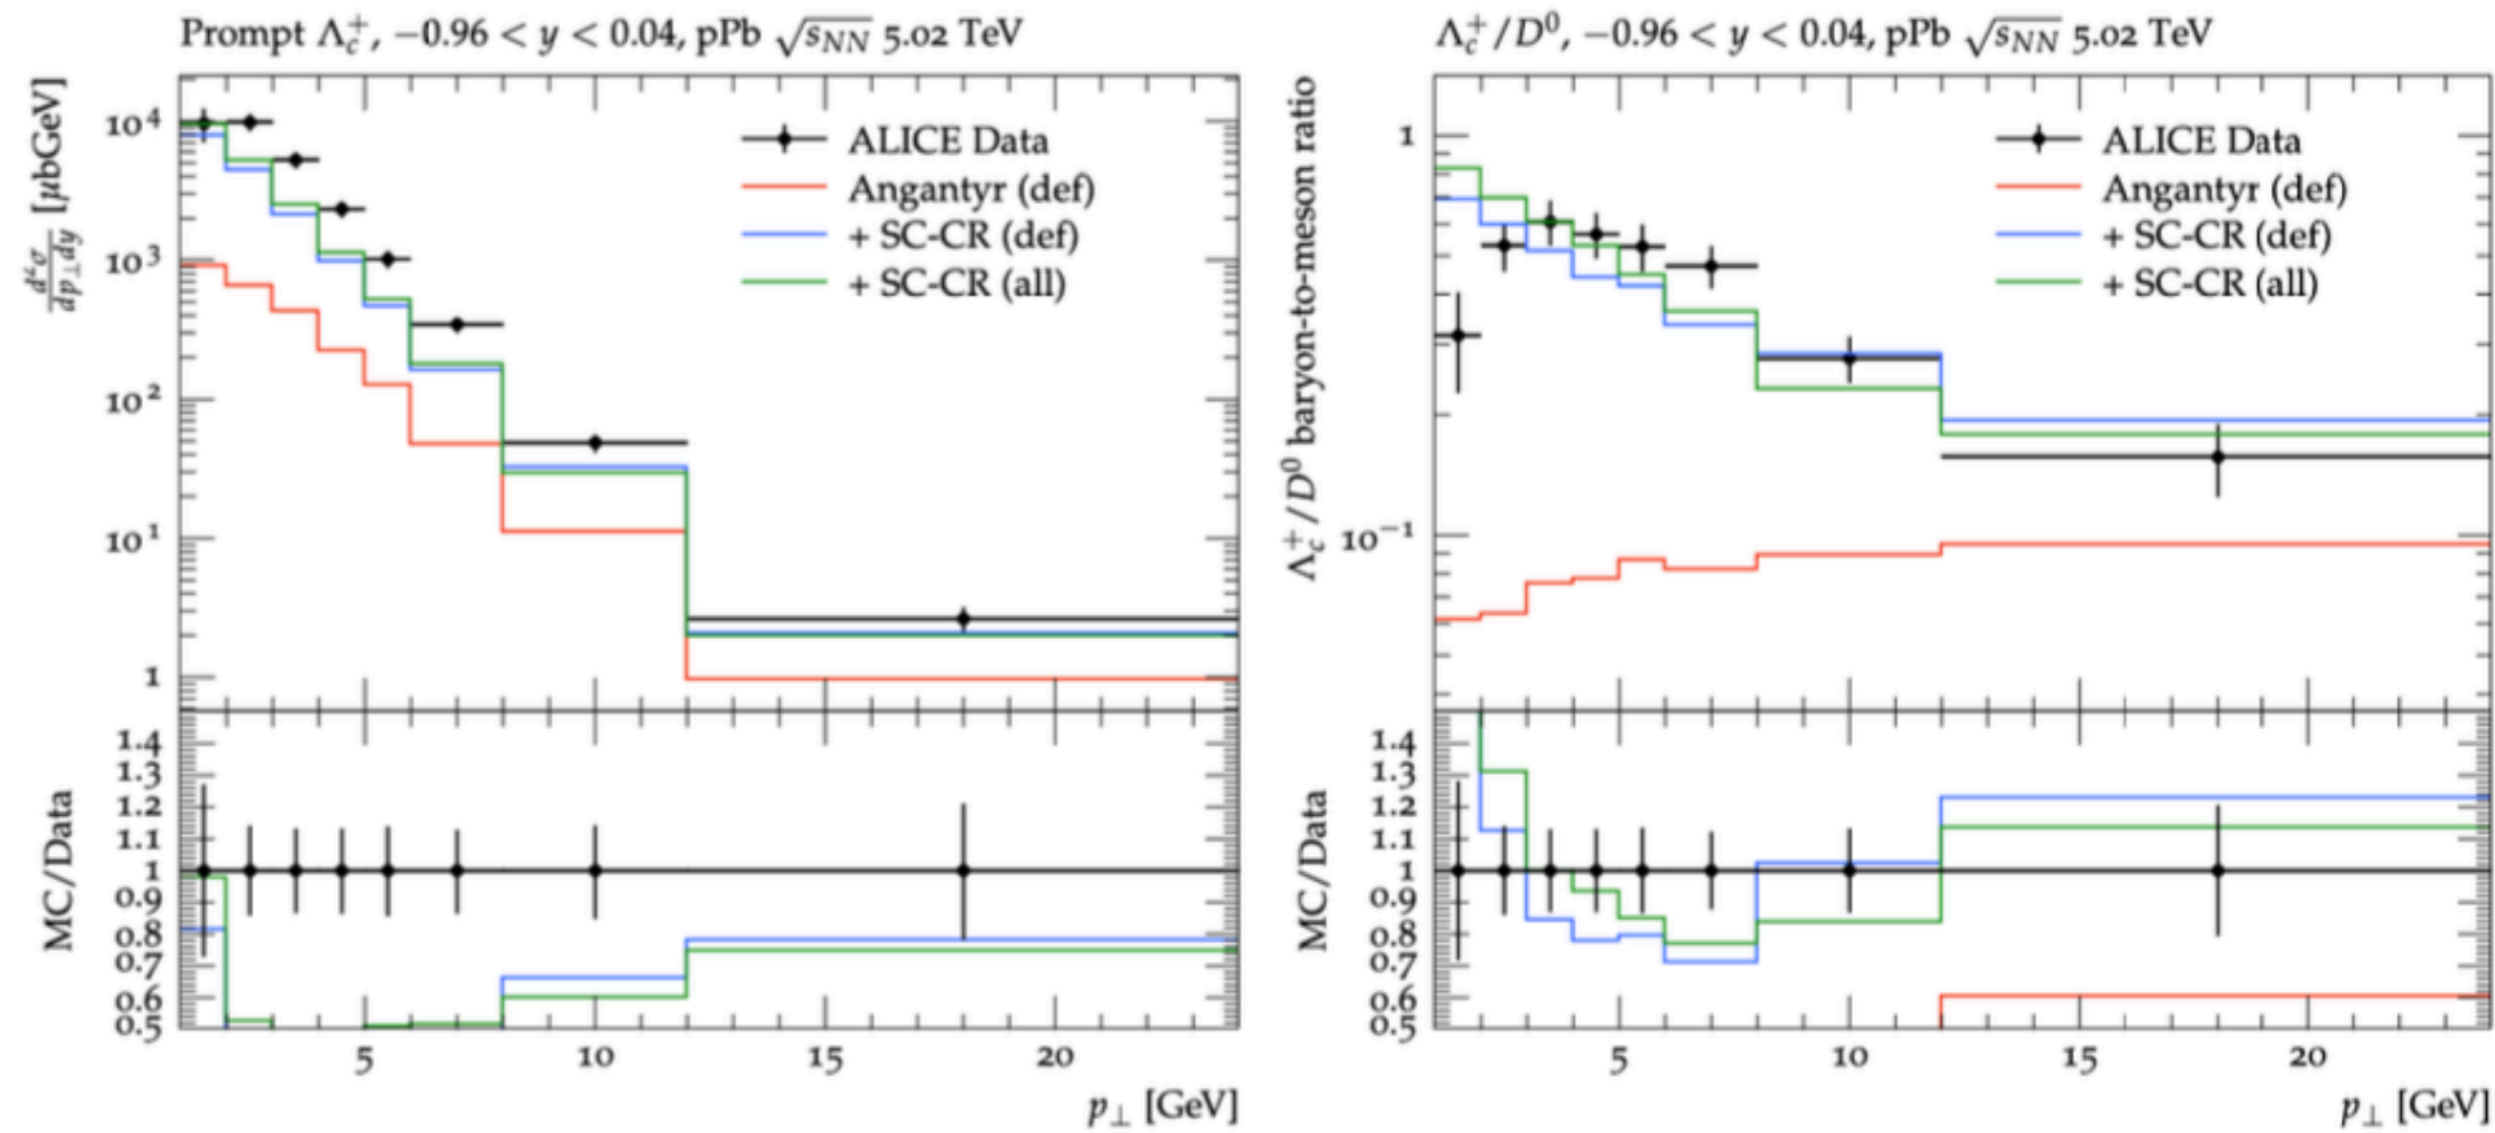 Prompt Λc+, −0.96 < y < 0.04, pPb √sNN 5.02 TeV
d²σ/dp⊥dy [μbGeV]
10⁴
10³
10²
10¹
1
ALICE Data
Angantyr (def)
+ SC-CR (def)
+ SC-CR (all)
MC/Data
1.4
1.3
1.2
1.1
1
0.9
0.8
0.7
0.6
0.5
5 10 15 20
p⊥ [GeV]
Λc+/D⁰, −0.96 < y < 0.04, pPb √sNN 5.02 TeV
Λc+/D⁰ baryon-to-meson ratio
1
10⁻¹
ALICE Data
Angantyr (def)
+ SC-CR (def)
+ SC-CR (all)
MC/Data
1.4
1.3
1.2
1.1
1
0.9
0.8
0.7
0.6
0.5
5 10 15 20
p⊥ [GeV]